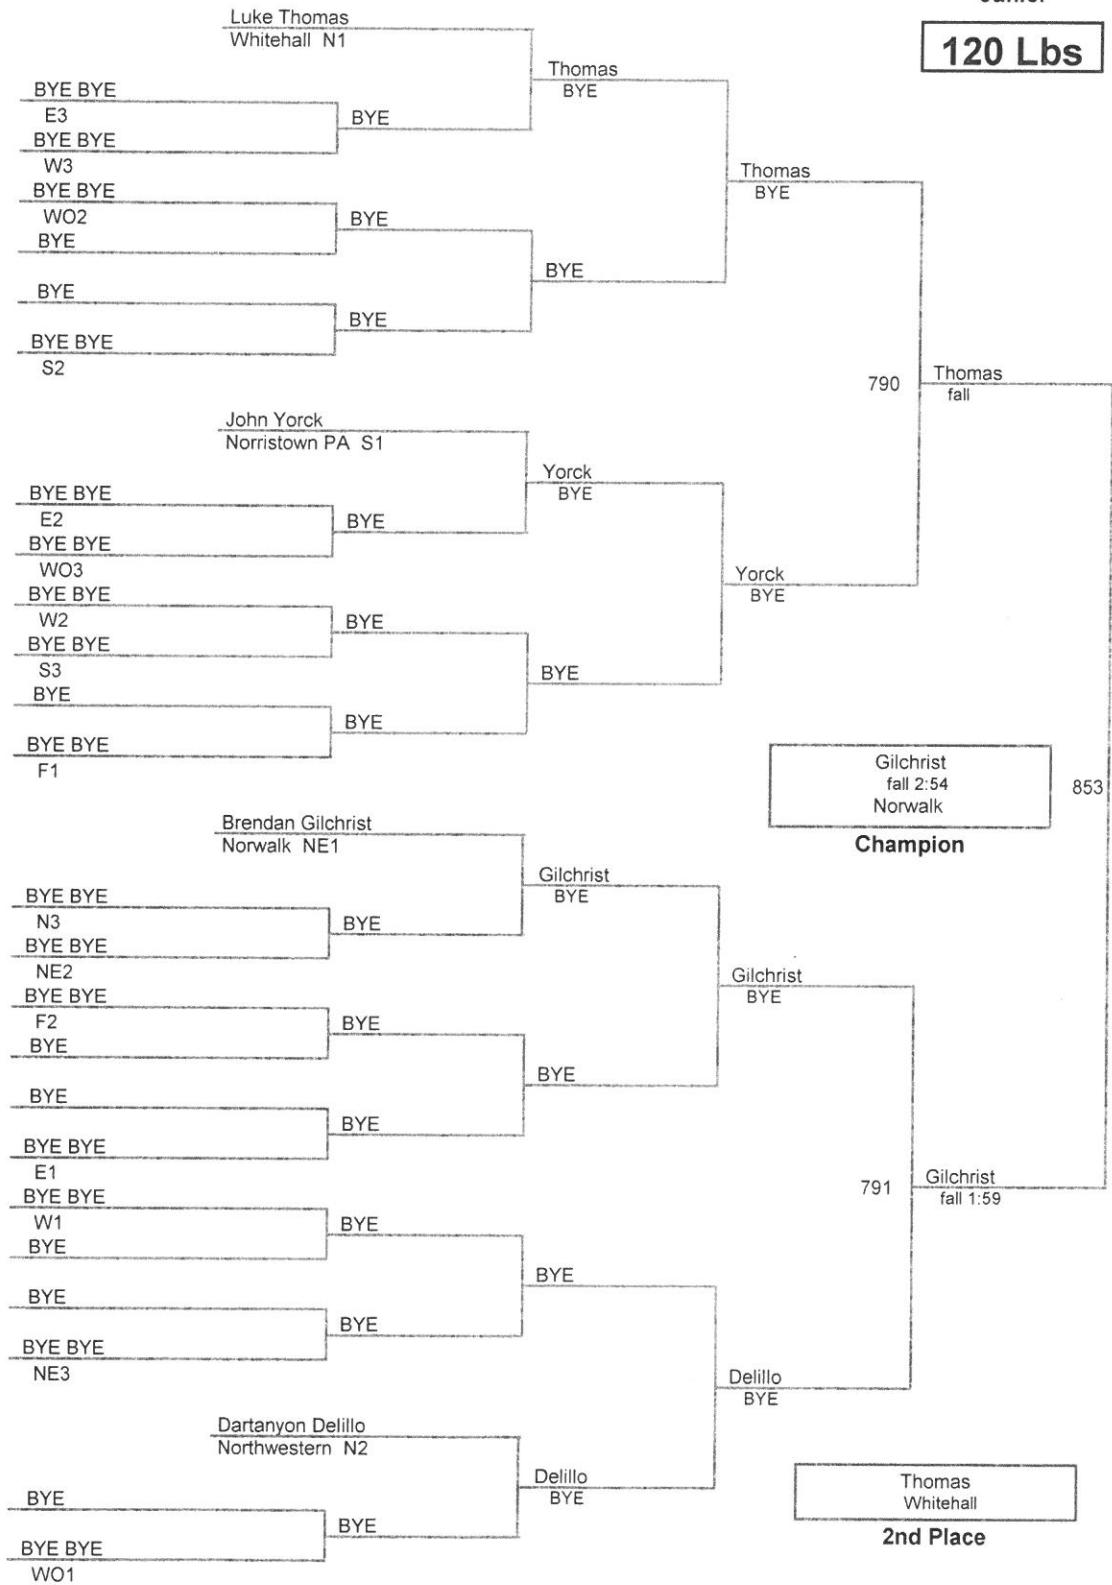 Junior
120 Lbs
Luke Thomas
Whitehall N1
Thomas
BYE
BYE BYE
E3
BYE
BYE BYE
W3
Thomas
BYE
BYE BYE
WO2
BYE
BYE
BYE
BYE
BYE
BYE BYE
S2
790
Thomas
fall
John Yorck
Norristown PA S1
Yorck
BYE
BYE BYE
E2
BYE
BYE BYE
WO3
Yorck
BYE
BYE BYE
W2
BYE
BYE BYE
S3
BYE
BYE
BYE
BYE BYE
F1
Gilchrist
fall 2:54
Norwalk
853
Champion
Brendan Gilchrist
Norwalk NE1
Gilchrist
BYE
BYE BYE
N3
BYE
BYE BYE
NE2
Gilchrist
BYE
BYE BYE
F2
BYE
BYE
BYE
BYE
BYE
BYE BYE
E1
791
Gilchrist
fall 1:59
BYE BYE
W1
BYE
BYE
BYE
BYE
BYE
BYE BYE
NE3
Delillo
BYE
Dartanyon Delillo
Northwestern N2
Delillo
BYE
BYE
BYE
BYE BYE
WO1
Thomas
Whitehall
2nd Place